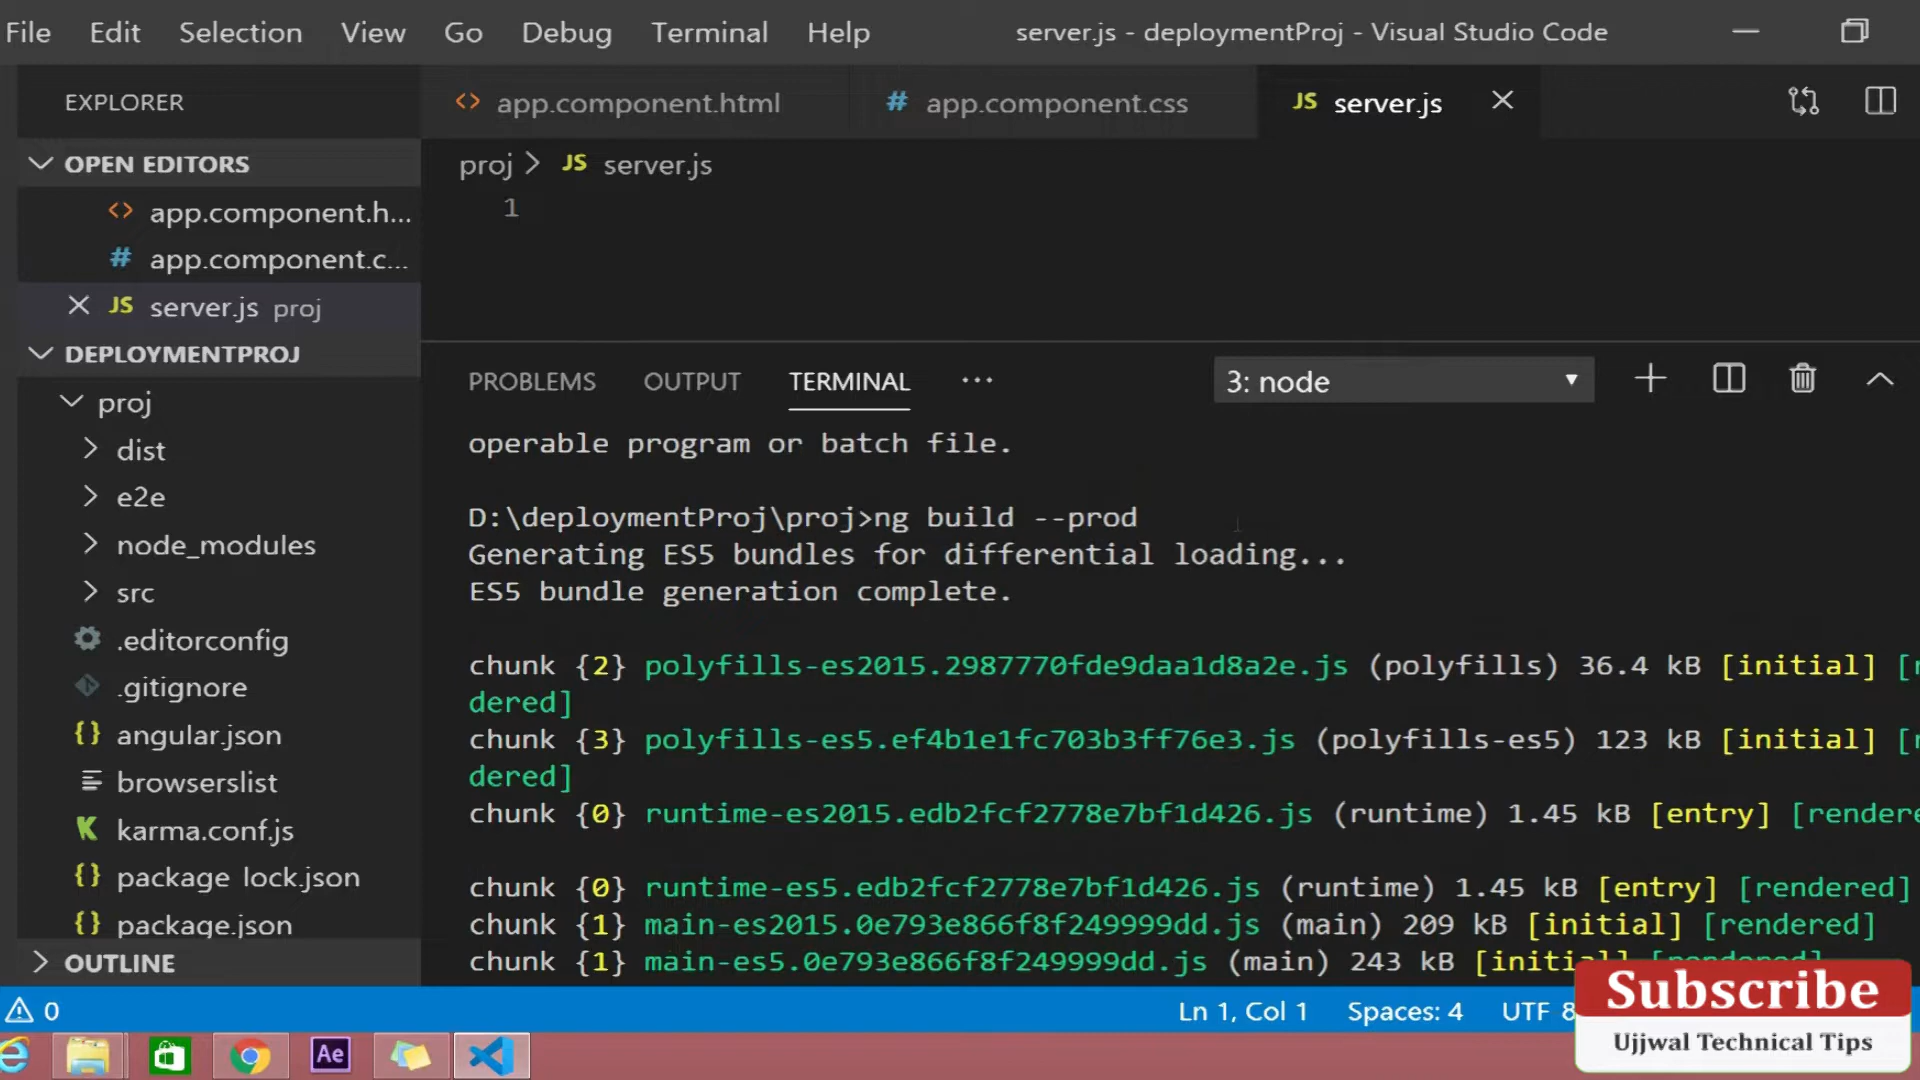 File Edit Selection View Go Debug Terminal Help server.js - deploymentProj - Visual Studio Code
EXPLORER
<> app.component.html # app.component.css JS server.js
OPEN EDITORS
<> app.component.h...
# app.component.c...
JS server.js proj
DEPLOYMENTPROJ
proj
dist
e2e
node_modules
src
.editorconfig
.gitignore
{} angular.json
browserslist
K karma.conf.js
{} package lock.json
{} package.json
OUTLINE
proj > JS server.js
1
PROBLEMS OUTPUT TERMINAL ... 3: node
operable program or batch file.
D:\deploymentProj\proj>ng build --prod
Generating ES5 bundles for differential loading...
ES5 bundle generation complete.
chunk {2} polyfills-es2015.2987770fde9daa1d8a2e.js (polyfills) 36.4 kB [initial] [r
dered]
chunk {3} polyfills-es5.ef4b1e1fc703b3ff76e3.js (polyfills-es5) 123 kB [initial] [r
dered]
chunk {0} runtime-es2015.edb2fcf2778e7bf1d426.js (runtime) 1.45 kB [entry] [rendere
chunk {0} runtime-es5.edb2fcf2778e7bf1d426.js (runtime) 1.45 kB [entry] [rendered]
chunk {1} main-es2015.0e793e866f8f249999dd.js (main) 209 kB [initial] [rendered]
chunk {1} main-es5.0e793e866f8f249999dd.js (main) 243 kB [initial] [rendered]
0 Ln 1, Col 1 Spaces: 4 UTF 8
Subscribe
Ujjwal Technical Tips
Ae